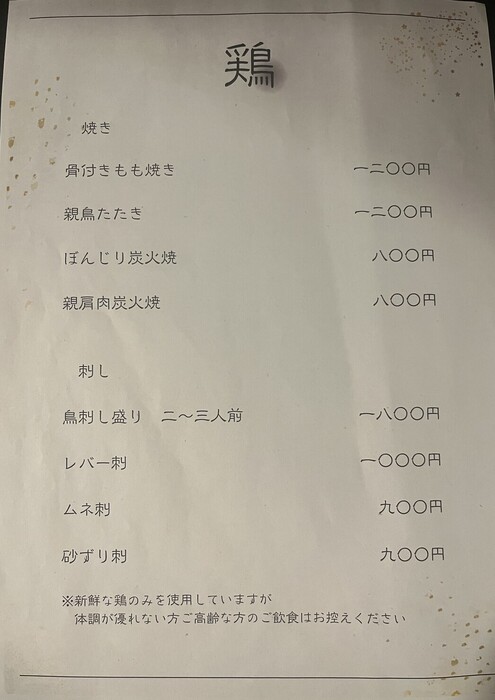 鶏
焼き
骨付きもも焼き　一二〇〇円
親鳥たたき　一二〇〇円
ぼんじり炭火焼　八〇〇円
親肩肉炭火焼　八〇〇円
刺し
鳥刺し盛り　二〜三人前　一八〇〇円
レバー刺　一〇〇〇円
ムネ刺　九〇〇円
砂ずり刺　九〇〇円
※新鮮な鶏のみを使用していますが
体調が優れない方ご高齢な方のご飲食はお控えください